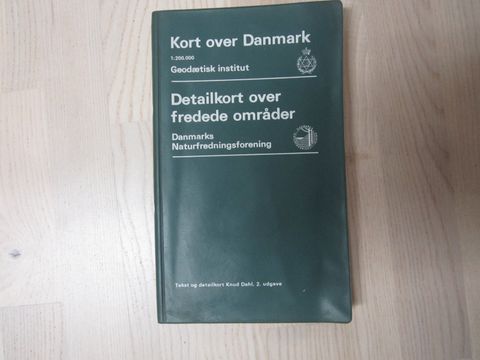 Kort over Danmark
1:200.000
Geodætisk institut
Detailkort over
fredede områder
Danmarks
Naturfredningsforening
Tekst og detailkort Knud Dahl, 2. udgave